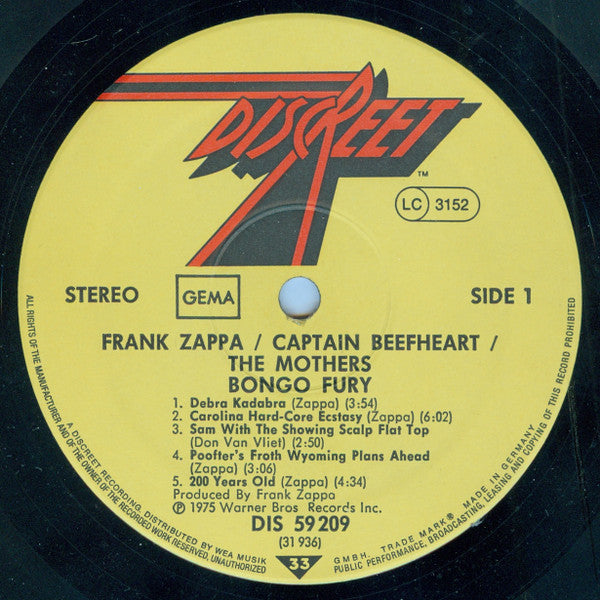 DISCREET
TM
LC 3152
STEREO
GEMA
SIDE 1
FRANK ZAPPA / CAPTAIN BEEFHEART /
THE MOTHERS
BONGO FURY
1. Debra Kadabra (Zappa) (3:54)
2. Carolina Hard-Core Ecstasy (Zappa) (6:02)
3. Sam With The Showing Scalp Flat Top
(Don Van Vliet) (2:50)
4. Poofter's Froth Wyoming Plans Ahead
(Zappa) (3:06)
5. 200 Years Old (Zappa) (4:34)
Produced By Frank Zappa
℗ 1975 Warner Bros. Records Inc.
DIS 59 209
(31 936)
33
ALL RIGHTS OF THE MANUFACTURER AND OF THE OWNER OF THE RECORDED WORK RESERVED, UNAUTHORIZED
A DISCREET RECORDING, DISTRIBUTED BY WEA MUSIK
GMBH, TRADE MARK® MADE IN GERMANY
PUBLIC PERFORMANCE, BROADCASTING, LEASING AND COPYING OF THIS RECORD PROHIBITED